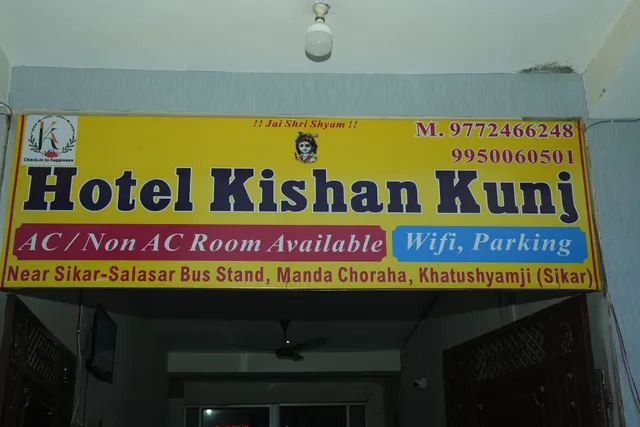 !! Jai Shri Shyam !!
M. 9772466248
9950060501
K
Check-in to happiness
Hotel Kishan Kunj
AC / Non AC Room Available
Wifi, Parking
Near Sikar-Salasar Bus Stand, Manda Choraha, Khatushyamji (Sikar)